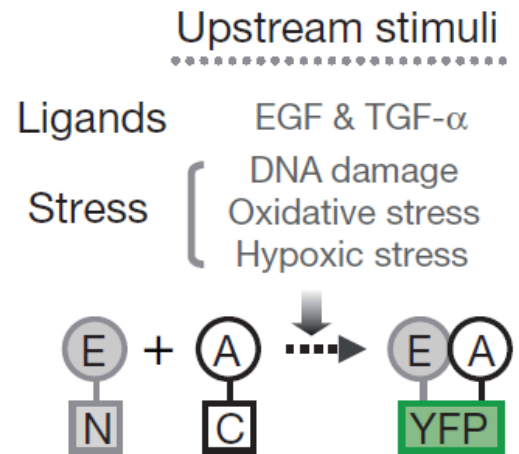 Upstream stimuli
Ligands EGF & TGF-α
Stress DNA damage
Oxidative stress
Hypoxic stress
E + A E A
N C YFP